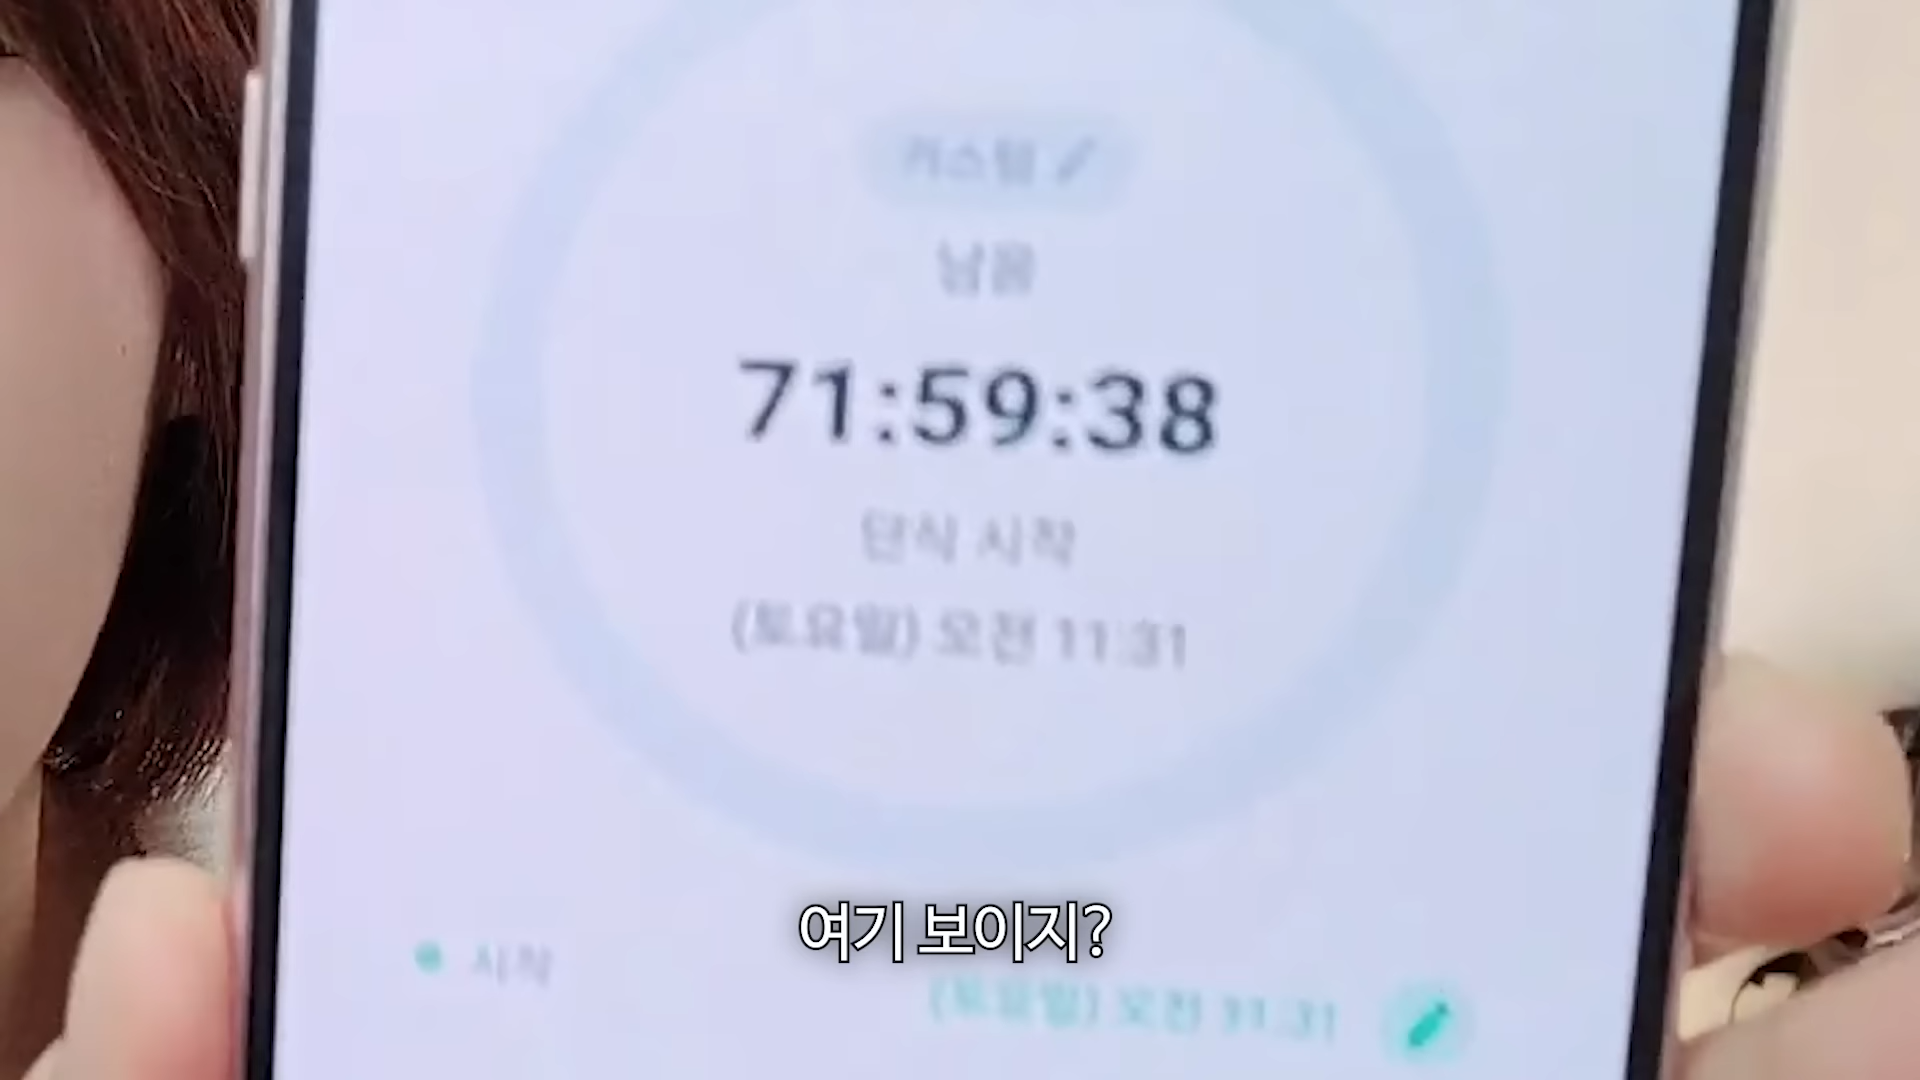 커스텀
남음
71:59:38
단식 시작
(토요일) 오전 11:31
여기 보이지?
시작
(토요일) 오전 11:31